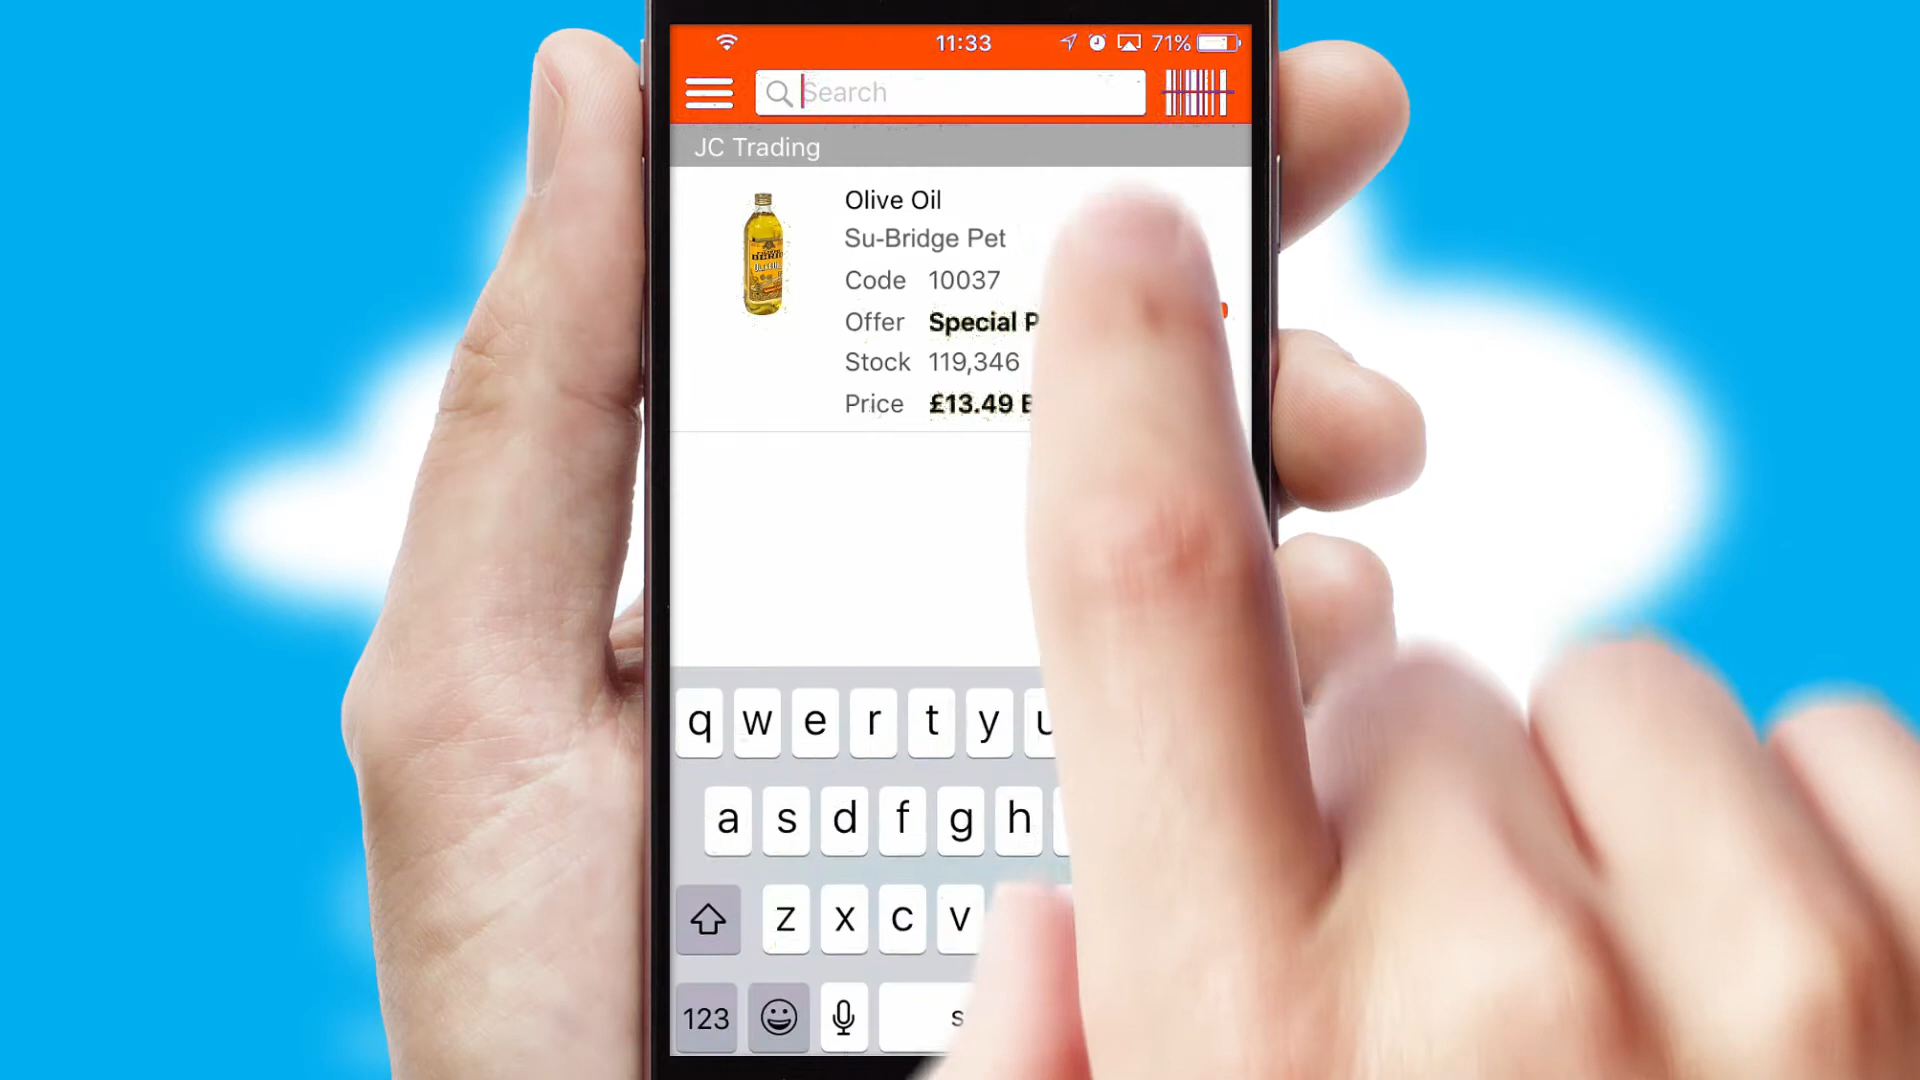 11:33 71%
Search
JC Trading
Olive Oil
Su-Bridge Pet
Code 10037
Offer Special
Stock 119,346
Price £13.49
q w e r t y u
a s d f g h
z x c v
123